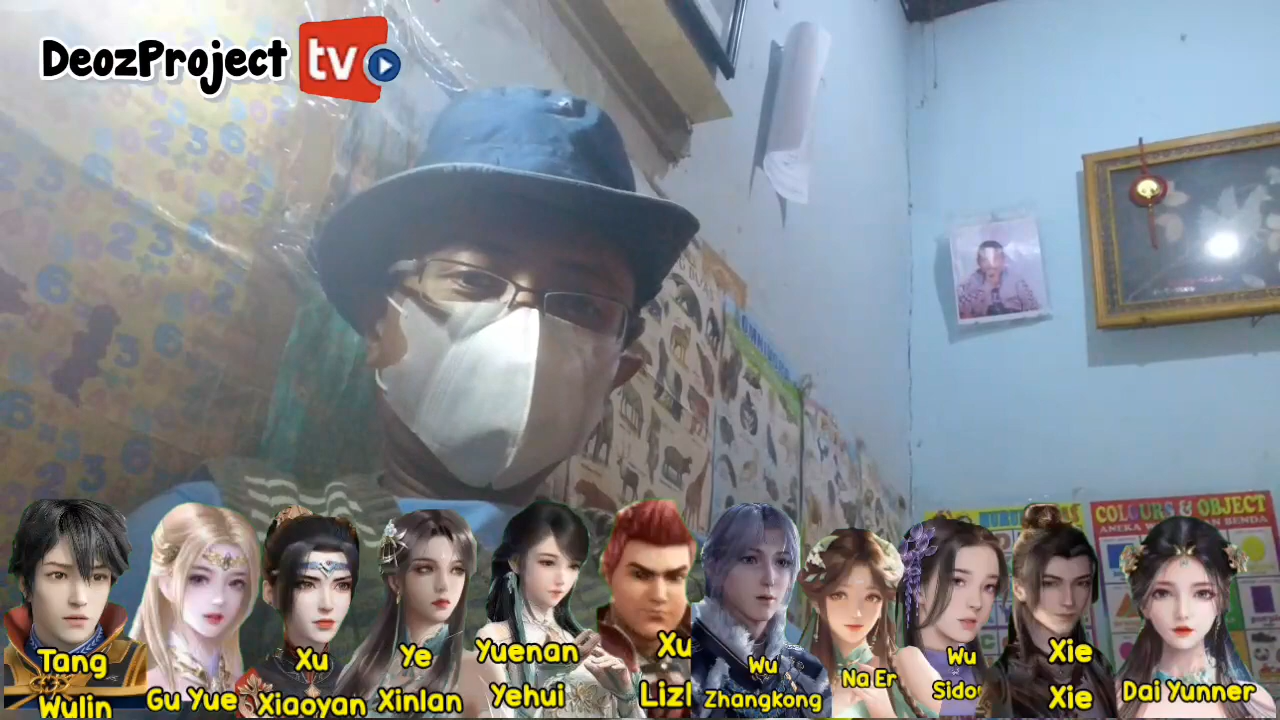 DeozProject tv
COLOURS & OBJECT
Tang
Wulin
Gu Yue
Xu
Xiaoyan
Ye
Xinlan
Yuenan
Yehui
Xu
Wu
Zhangkong
Na Er
Wu
Xie
Xie
Dai Yunner